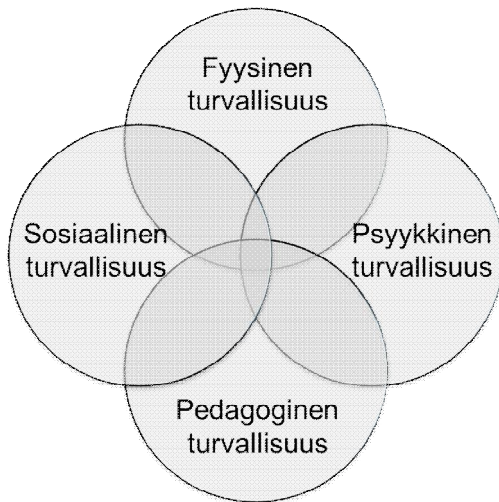 Fyysinen
turvallisuus
Sosiaalinen
turvallisuus
Psyykkinen
turvallisuus
Pedagoginen
turvallisuus